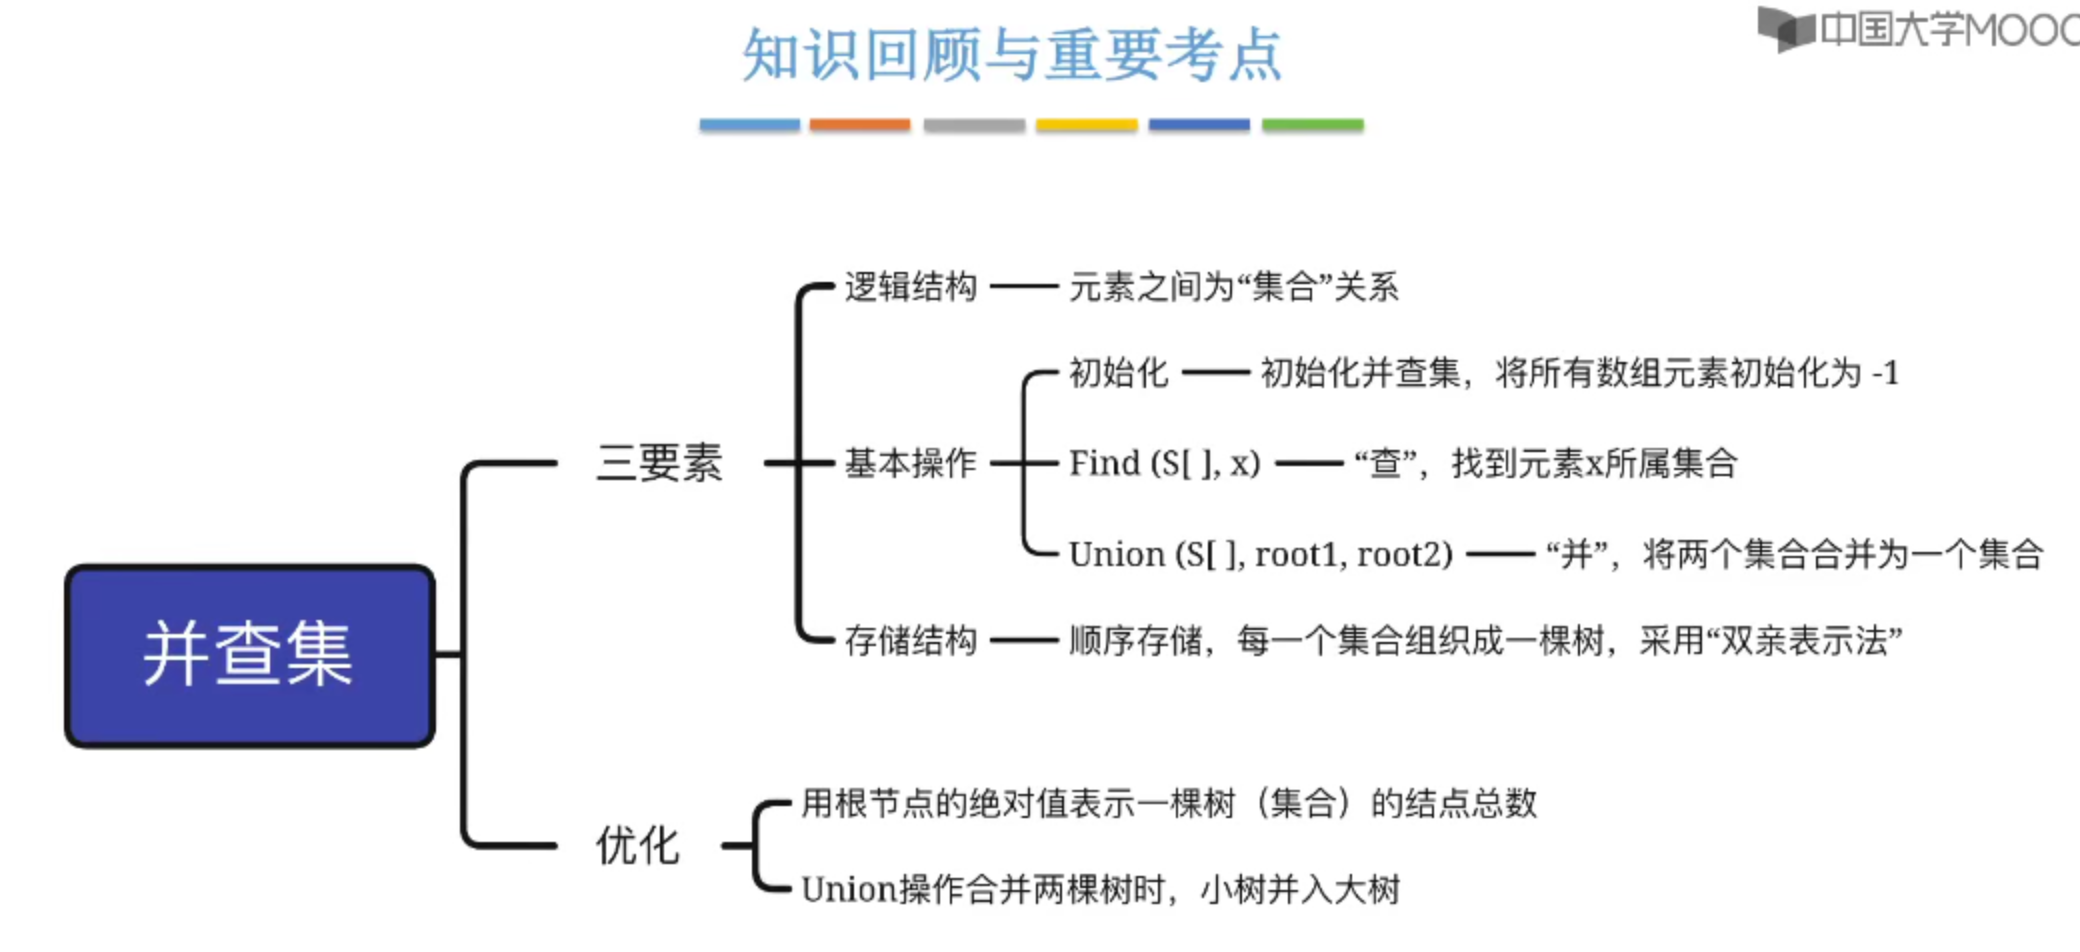 知识回顾与重要考点
中国大学MOOC
逻辑结构
元素之间为“集合”关系
初始化
初始化并查集，将所有数组元素初始化为 -1
三要素
基本操作
Find (S[ ], x)
“查”，找到元素x所属集合
Union (S[ ], root1, root2)
“并”，将两个集合合并为一个集合
并查集
存储结构
顺序存储，每一个集合组织成一棵树，采用“双亲表示法”
优化
用根节点的绝对值表示一棵树（集合）的结点总数
Union操作合并两棵树时，小树并入大树